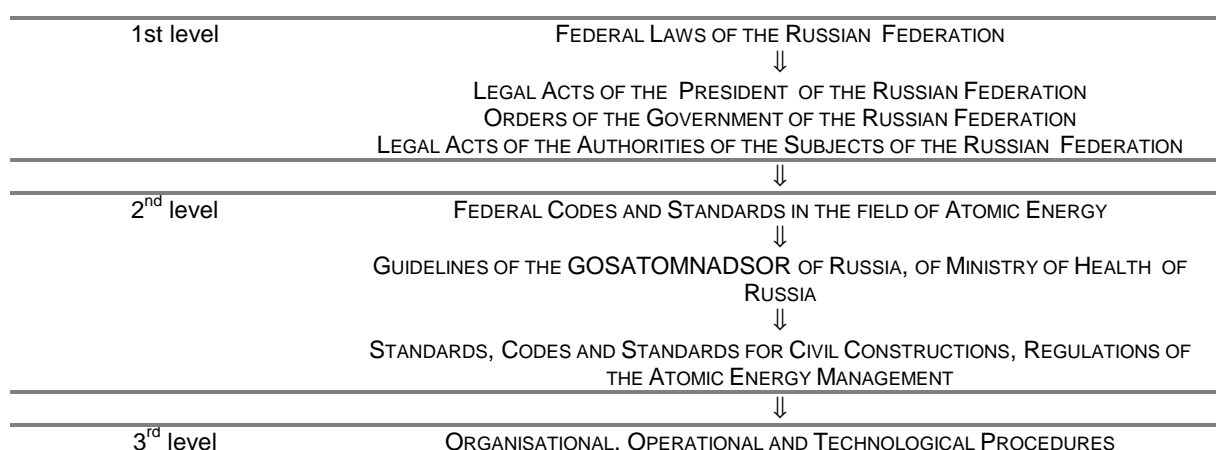 1st level FEDERAL LAWS OF THE RUSSIAN FEDERATION
⇓
LEGAL ACTS OF THE PRESIDENT OF THE RUSSIAN FEDERATION
ORDERS OF THE GOVERNMENT OF THE RUSSIAN FEDERATION
LEGAL ACTS OF THE AUTHORITIES OF THE SUBJECTS OF THE RUSSIAN FEDERATION
⇓
2nd level FEDERAL CODES AND STANDARDS IN THE FIELD OF ATOMIC ENERGY
⇓
GUIDELINES OF THE GOSATOMNADSOR OF RUSSIA, OF MINISTRY OF HEALTH OF
RUSSIA
⇓
STANDARDS, CODES AND STANDARDS FOR CIVIL CONSTRUCTIONS, REGULATIONS OF
THE ATOMIC ENERGY MANAGEMENT
⇓
3rd level ORGANISATIONAL, OPERATIONAL AND TECHNOLOGICAL PROCEDURES